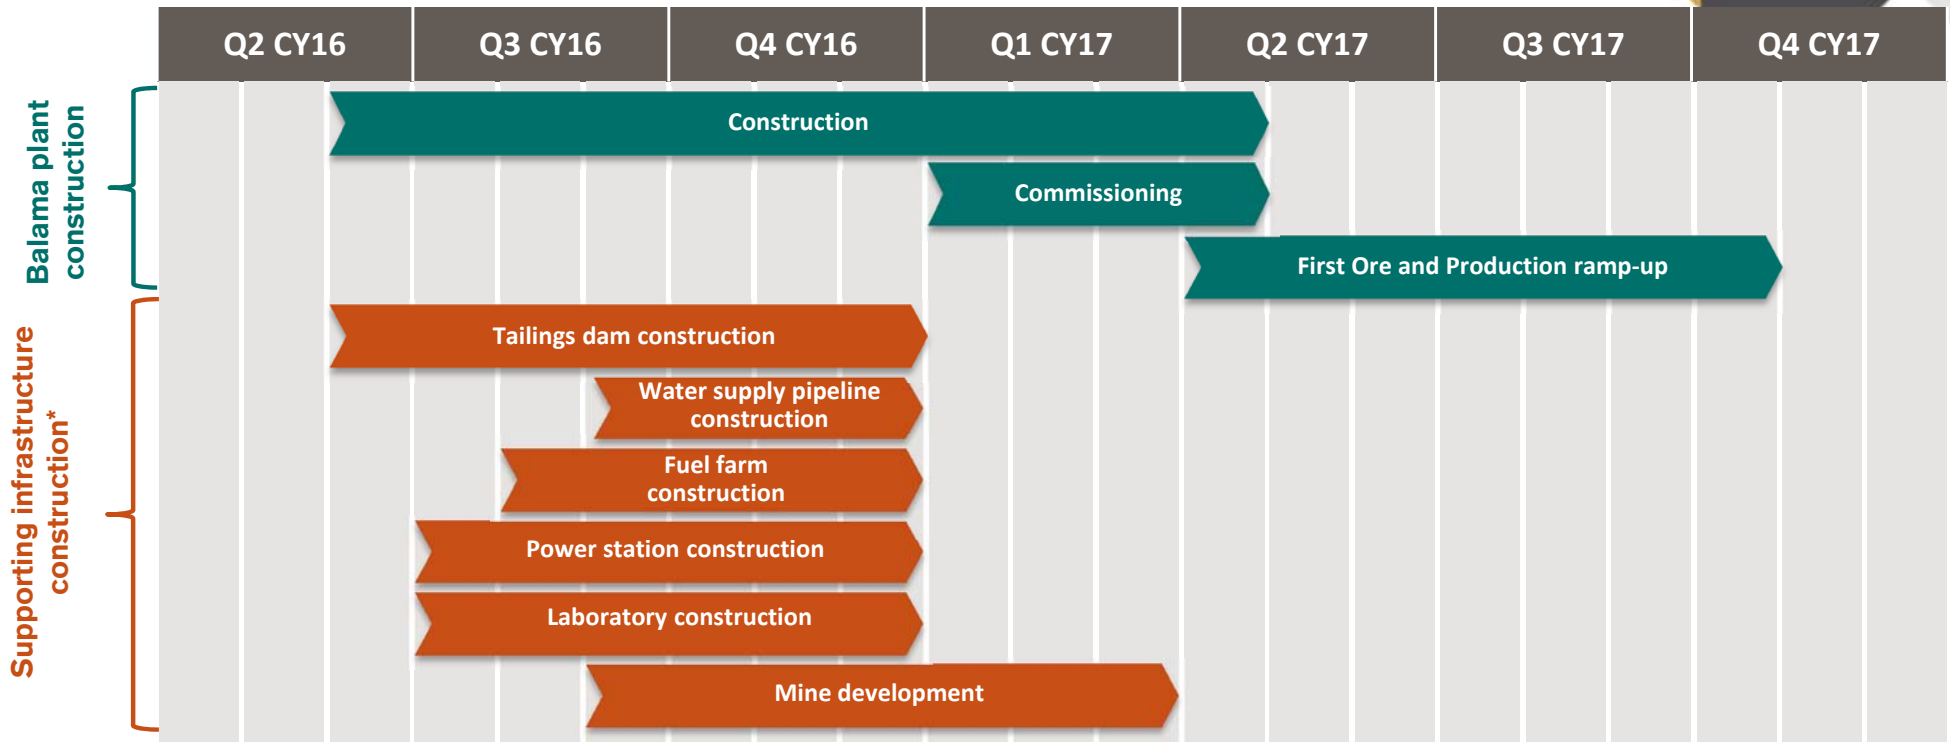 Q2 CY16
Q3 CY16
Q4 CY16
Q1 CY17
Q2 CY17
Q3 CY17
Q4 CY17
Balama plant
construction
Construction
Commissioning
First Ore and Production ramp-up
Supporting infrastructure
construction*
Tailings dam construction
Water supply pipeline
construction
Fuel farm
construction
Power station construction
Laboratory construction
Mine development